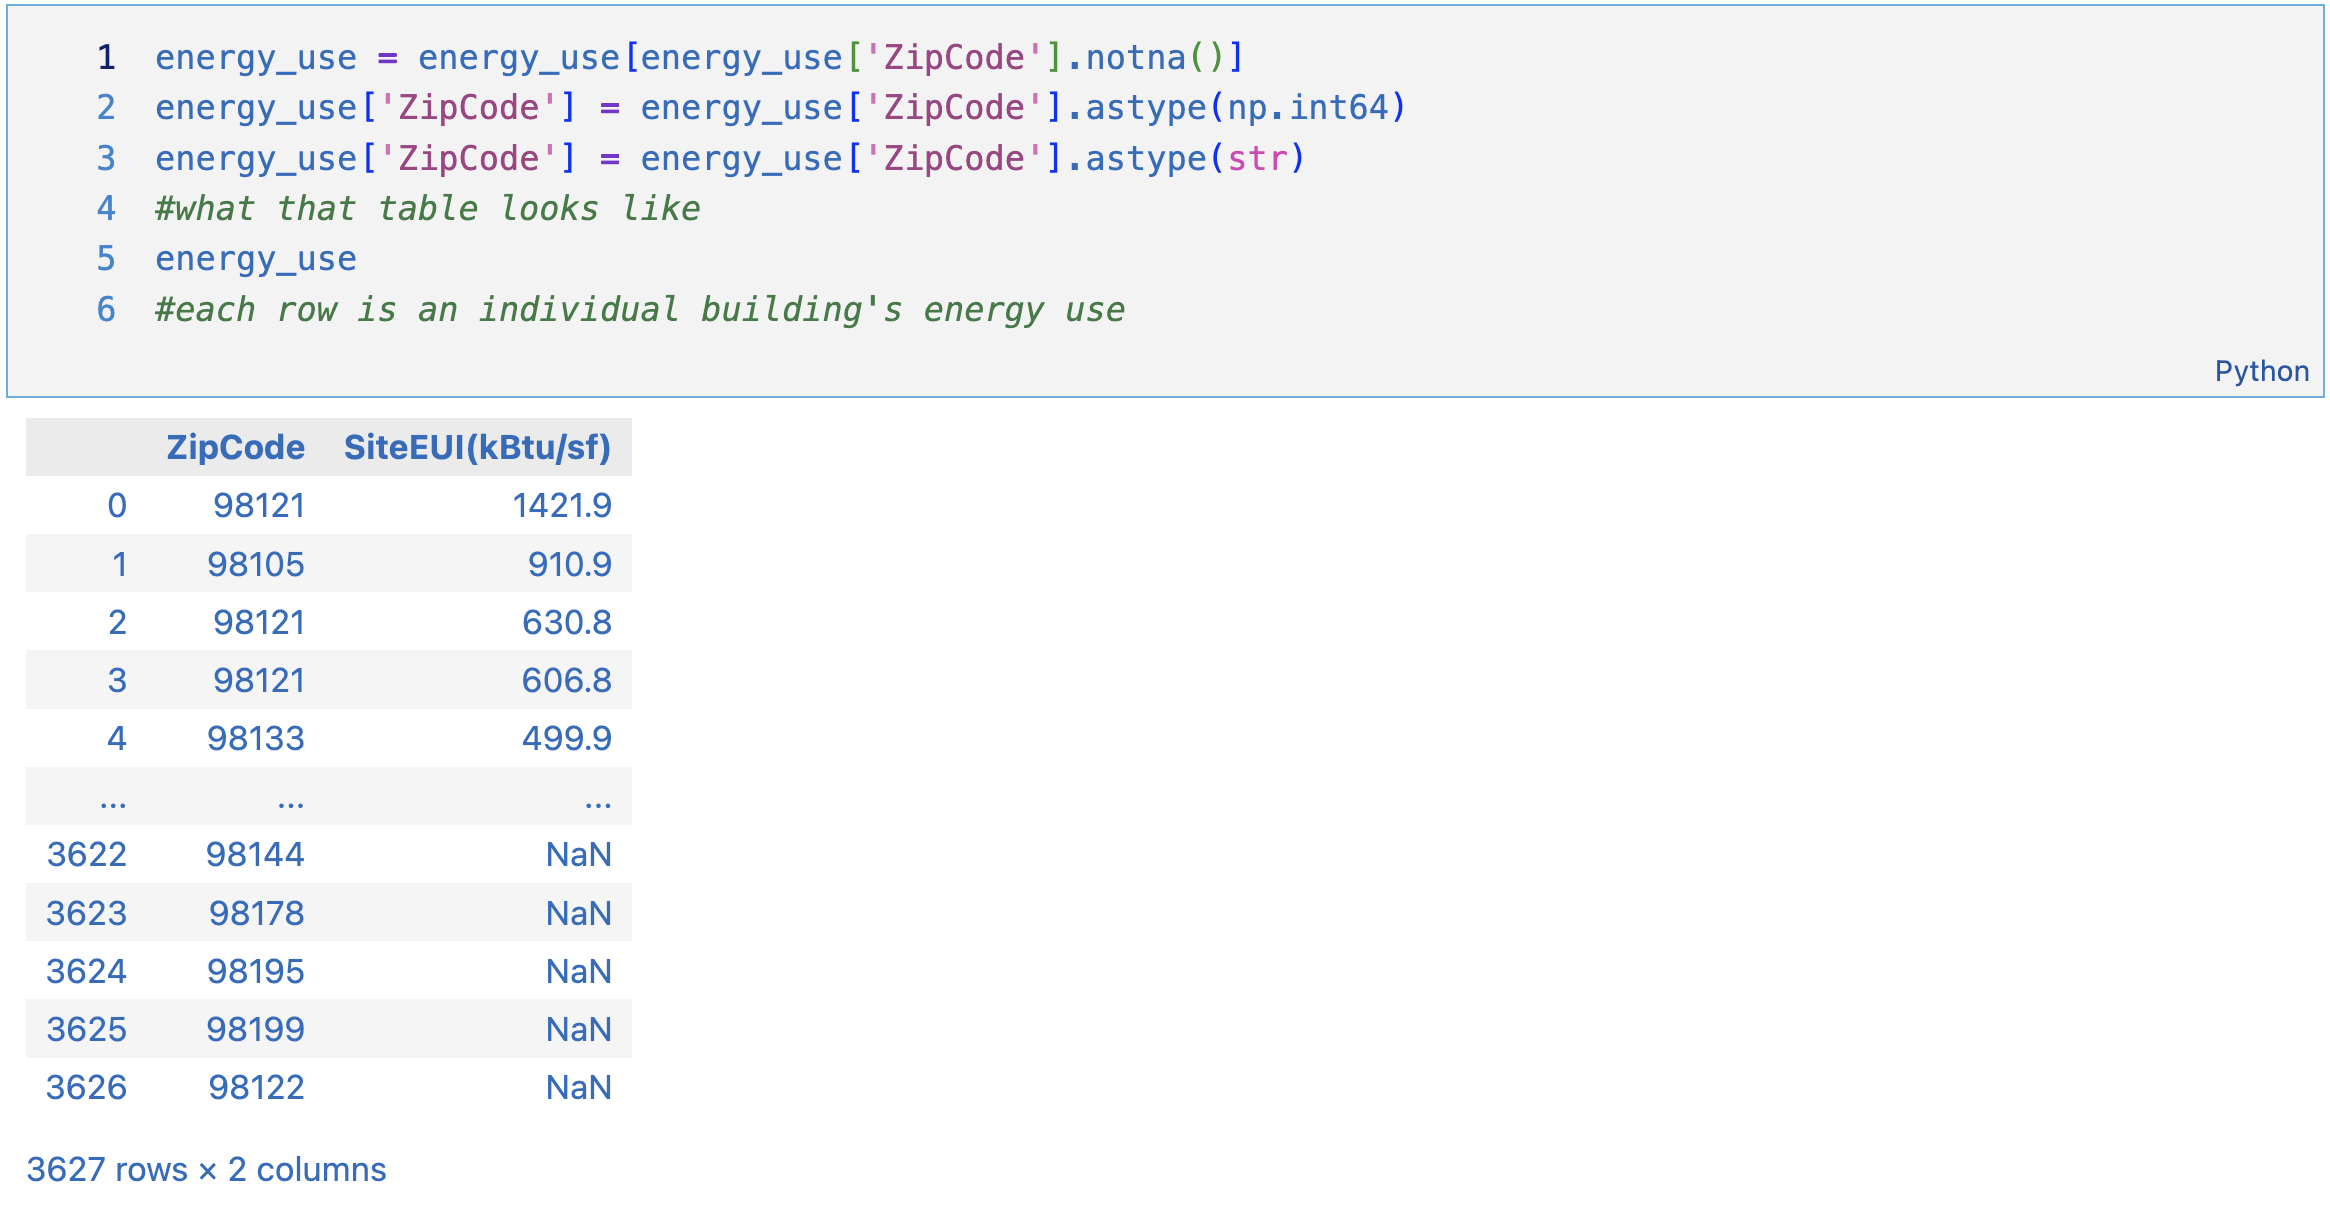 1 energy_use = energy_use[energy_use['ZipCode'].notna()]
2 energy_use['ZipCode'] = energy_use['ZipCode'].astype(np.int64)
3 energy_use['ZipCode'] = energy_use['ZipCode'].astype(str)
4 #what that table looks like
5 energy_use
6 #each row is an individual building's energy use
Python
ZipCode SiteEUI(kBtu/sf)
0 98121 1421.9
1 98105 910.9
2 98121 630.8
3 98121 606.8
4 98133 499.9
... ... ...
3622 98144 NaN
3623 98178 NaN
3624 98195 NaN
3625 98199 NaN
3626 98122 NaN
3627 rows × 2 columns